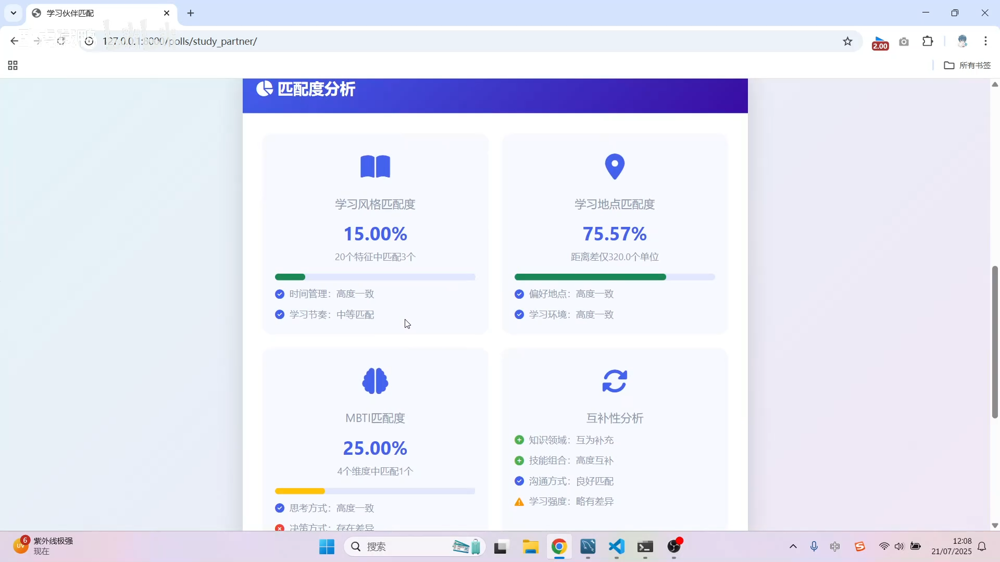 学习伙伴匹配
127.0.0.1:8000/polls/study_partner/
2.00
所有书签
匹配度分析
学习风格匹配度
15.00%
20个特征中匹配3个
时间管理：高度一致
学习节奏：中等匹配
学习地点匹配度
75.57%
距离差仅320.0个单位
偏好地点：高度一致
学习环境：高度一致
MBTI匹配度
25.00%
4个维度中匹配1个
思考方式：高度一致
决策方式：存在差异
互补性分析
知识领域：互为补充
技能组合：高度互补
沟通方式：良好匹配
学习强度：略有差异
UV
6
紫外线极强
现在
搜索
中
12:08
21/07/2025